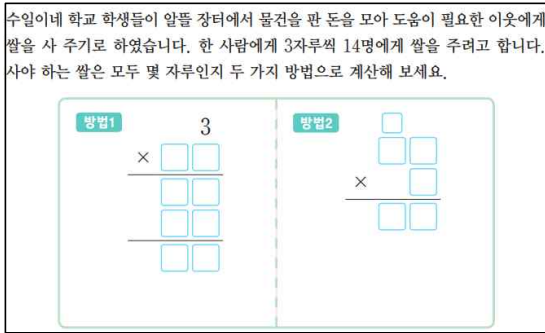 수일이네 학교 학생들이 알뜰 장터에서 물건을 판 돈을 모아 도움이 필요한 이웃에게
쌀을 사 주기로 하였습니다. 한 사람에게 3자루씩 14명에게 쌀을 주려고 합니다.
사야 하는 쌀은 모두 몇 자루인지 두 가지 방법으로 계산해 보세요.
방법1
3
×
방법2
×